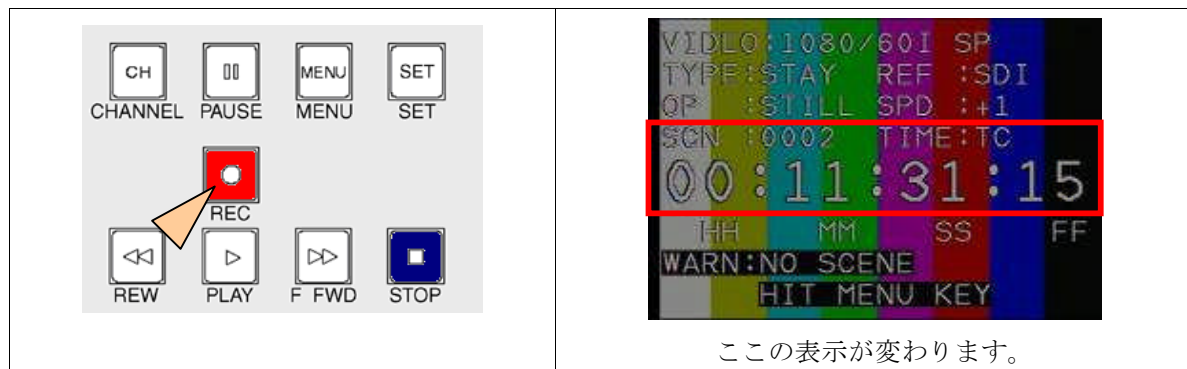 CH
MENU
SET
CHANNEL PAUSE MENU SET
REC
REW PLAY F FWD STOP
VIDEO:1080/60I SP
TYPE:STAY REF :SDI
OP :STILL SPD :+1
SCN :0002 TIME:TC
00:11:31:15
HH MM SS FF
WARN:NO SCENE
HIT MENU KEY
ここの表示が変わります。